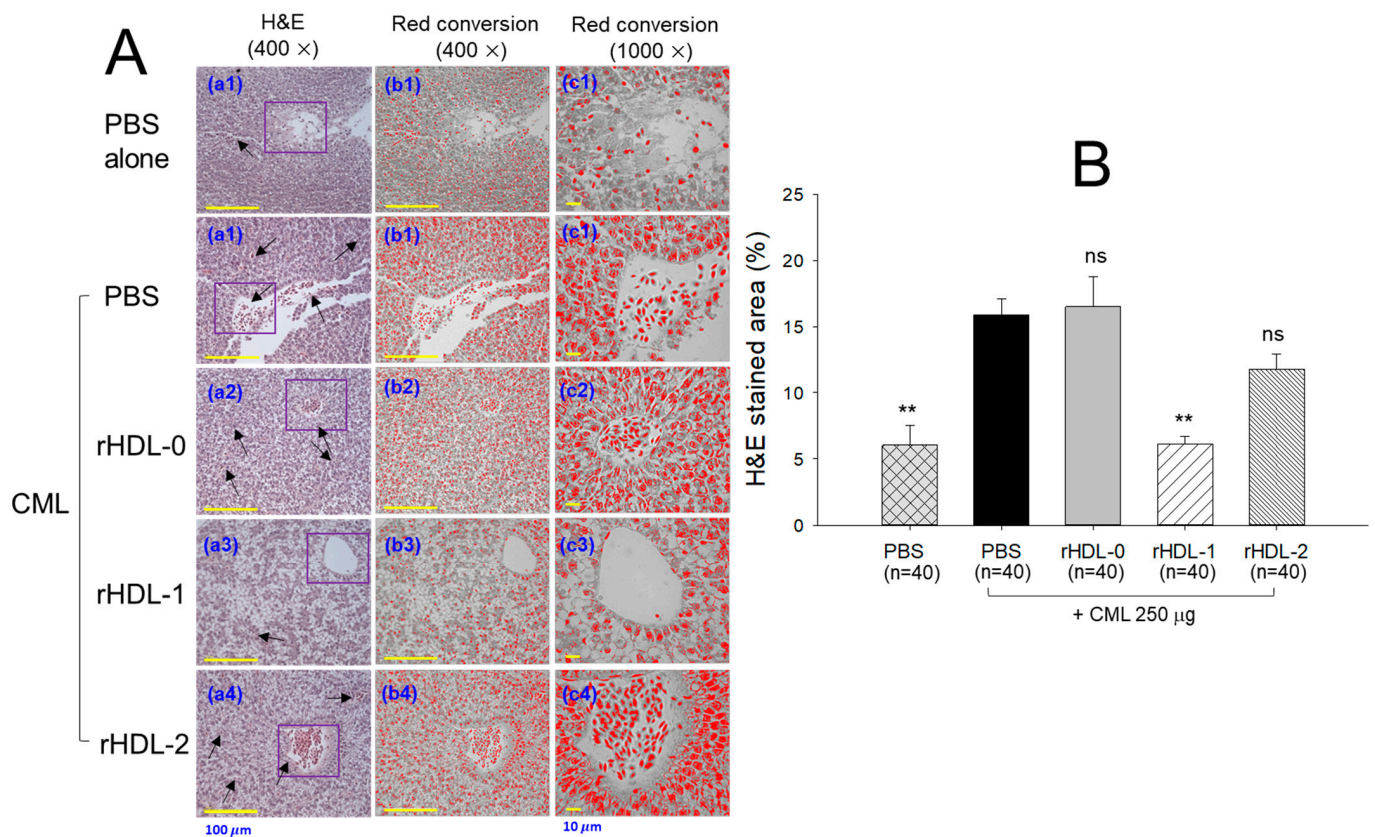 A
H&E
(400 ×)
Red conversion
(400 ×)
Red conversion
(1000 ×)
PBS
alone
(a1)
(b1)
(c1)
CML
PBS
(a1)
(b1)
(c1)
rHDL-0
(a2)
(b2)
(c2)
rHDL-1
(a3)
(b3)
(c3)
rHDL-2
(a4)
(b4)
(c4)
100 μm
10 μm
B
H&E stained area (%)
25
20
15
10
5
0
**
ns
**
ns
PBS
(n=40)
PBS
(n=40)
rHDL-0
(n=40)
rHDL-1
(n=40)
rHDL-2
(n=40)
+ CML 250 μg